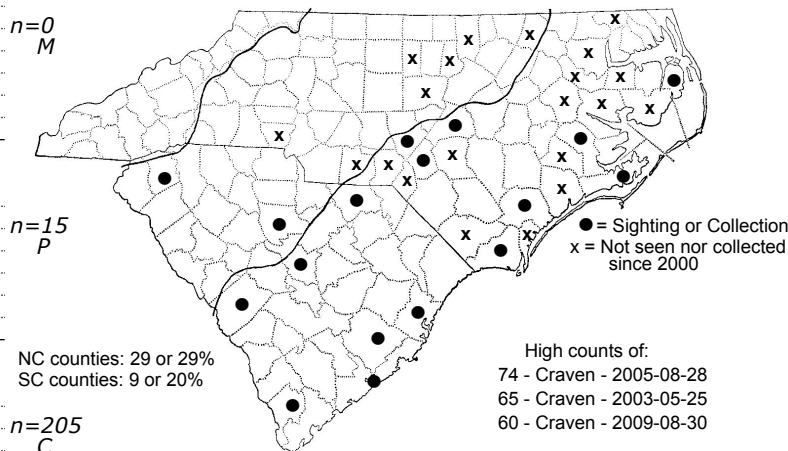 n=0
M
n=15
P
● = Sighting or Collection
x = Not seen nor collected
since 2000
NC counties: 29 or 29%
SC counties: 9 or 20%
High counts of:
74 - Craven - 2005-08-28
65 - Craven - 2003-05-25
60 - Craven - 2009-08-30
n=205
C